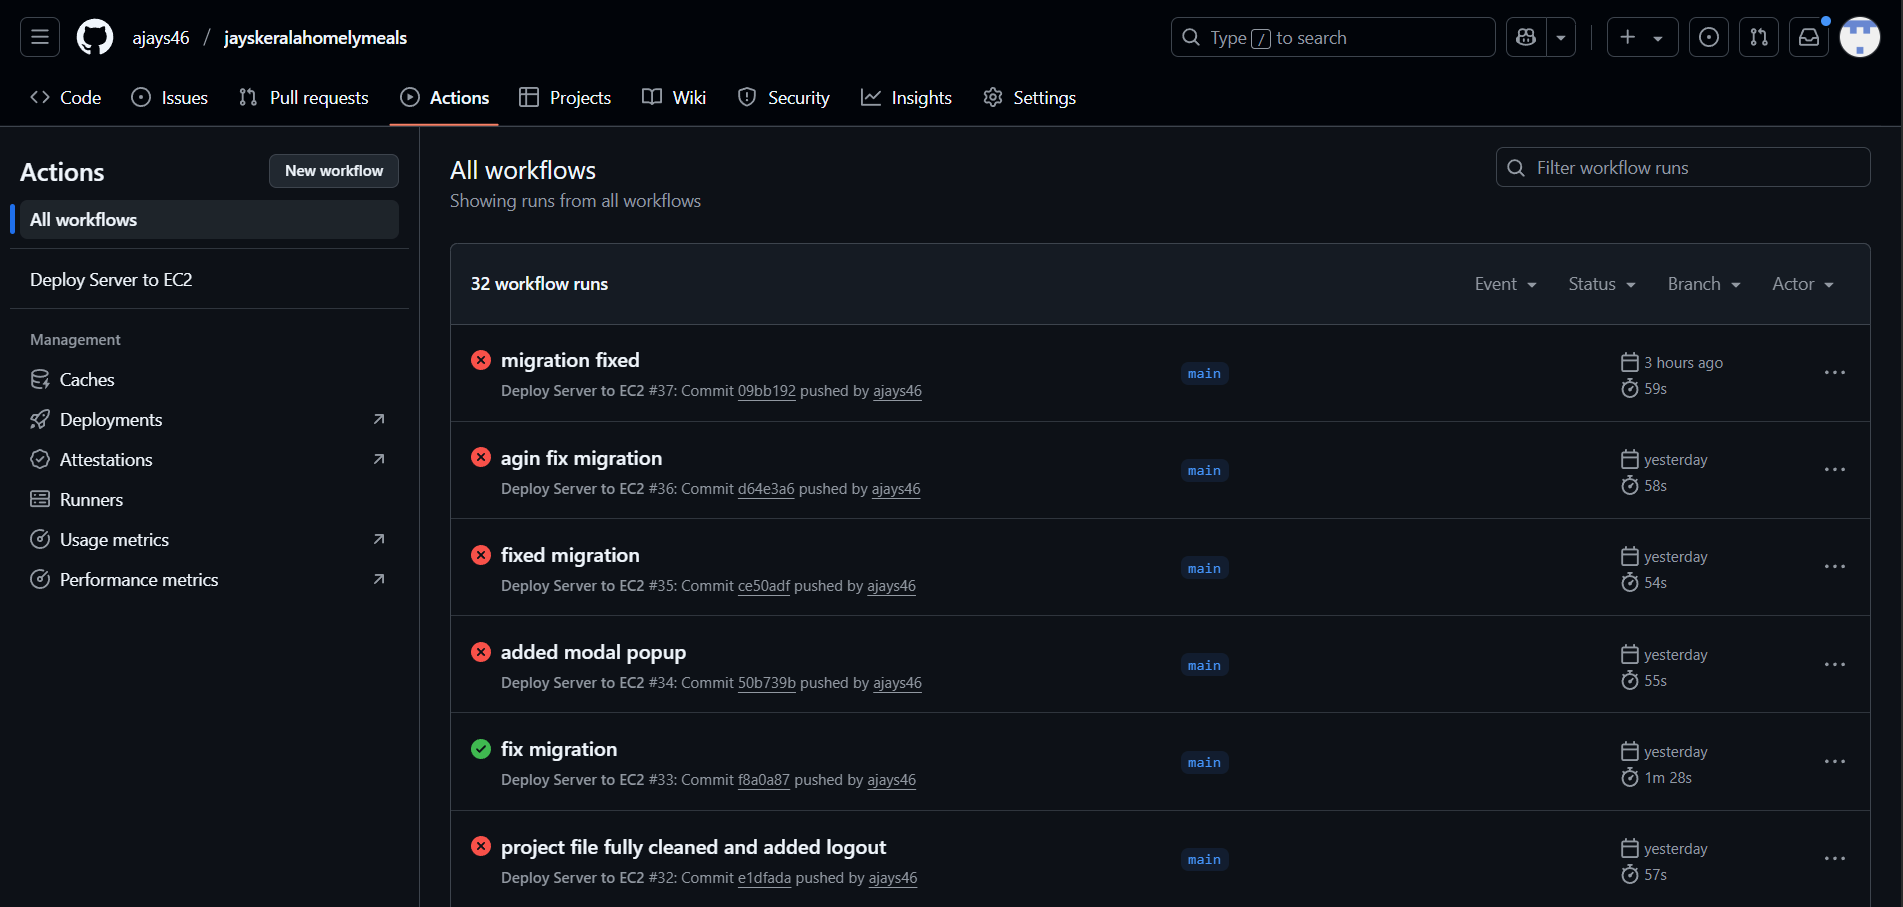 ajays46 / jayskeralahomelymeals
Type / to search
Code Issues Pull requests Actions Projects Wiki Security Insights Settings
Actions
New workflow
All workflows
Deploy Server to EC2
Management
Caches
Deployments
Attestations
Runners
Usage metrics
Performance metrics
All workflows
Showing runs from all workflows
Filter workflow runs
32 workflow runs
Event Status Branch Actor
migration fixed
Deploy Server to EC2 #37: Commit 09bb192 pushed by ajays46
main
3 hours ago
59s
agin fix migration
Deploy Server to EC2 #36: Commit d64e3a6 pushed by ajays46
main
yesterday
58s
fixed migration
Deploy Server to EC2 #35: Commit ce50adf pushed by ajays46
main
yesterday
54s
added modal popup
Deploy Server to EC2 #34: Commit 50b739b pushed by ajays46
main
yesterday
55s
fix migration
Deploy Server to EC2 #33: Commit f8a0a87 pushed by ajays46
main
yesterday
1m 28s
project file fully cleaned and added logout
Deploy Server to EC2 #32: Commit e1dfada pushed by ajays46
main
yesterday
57s